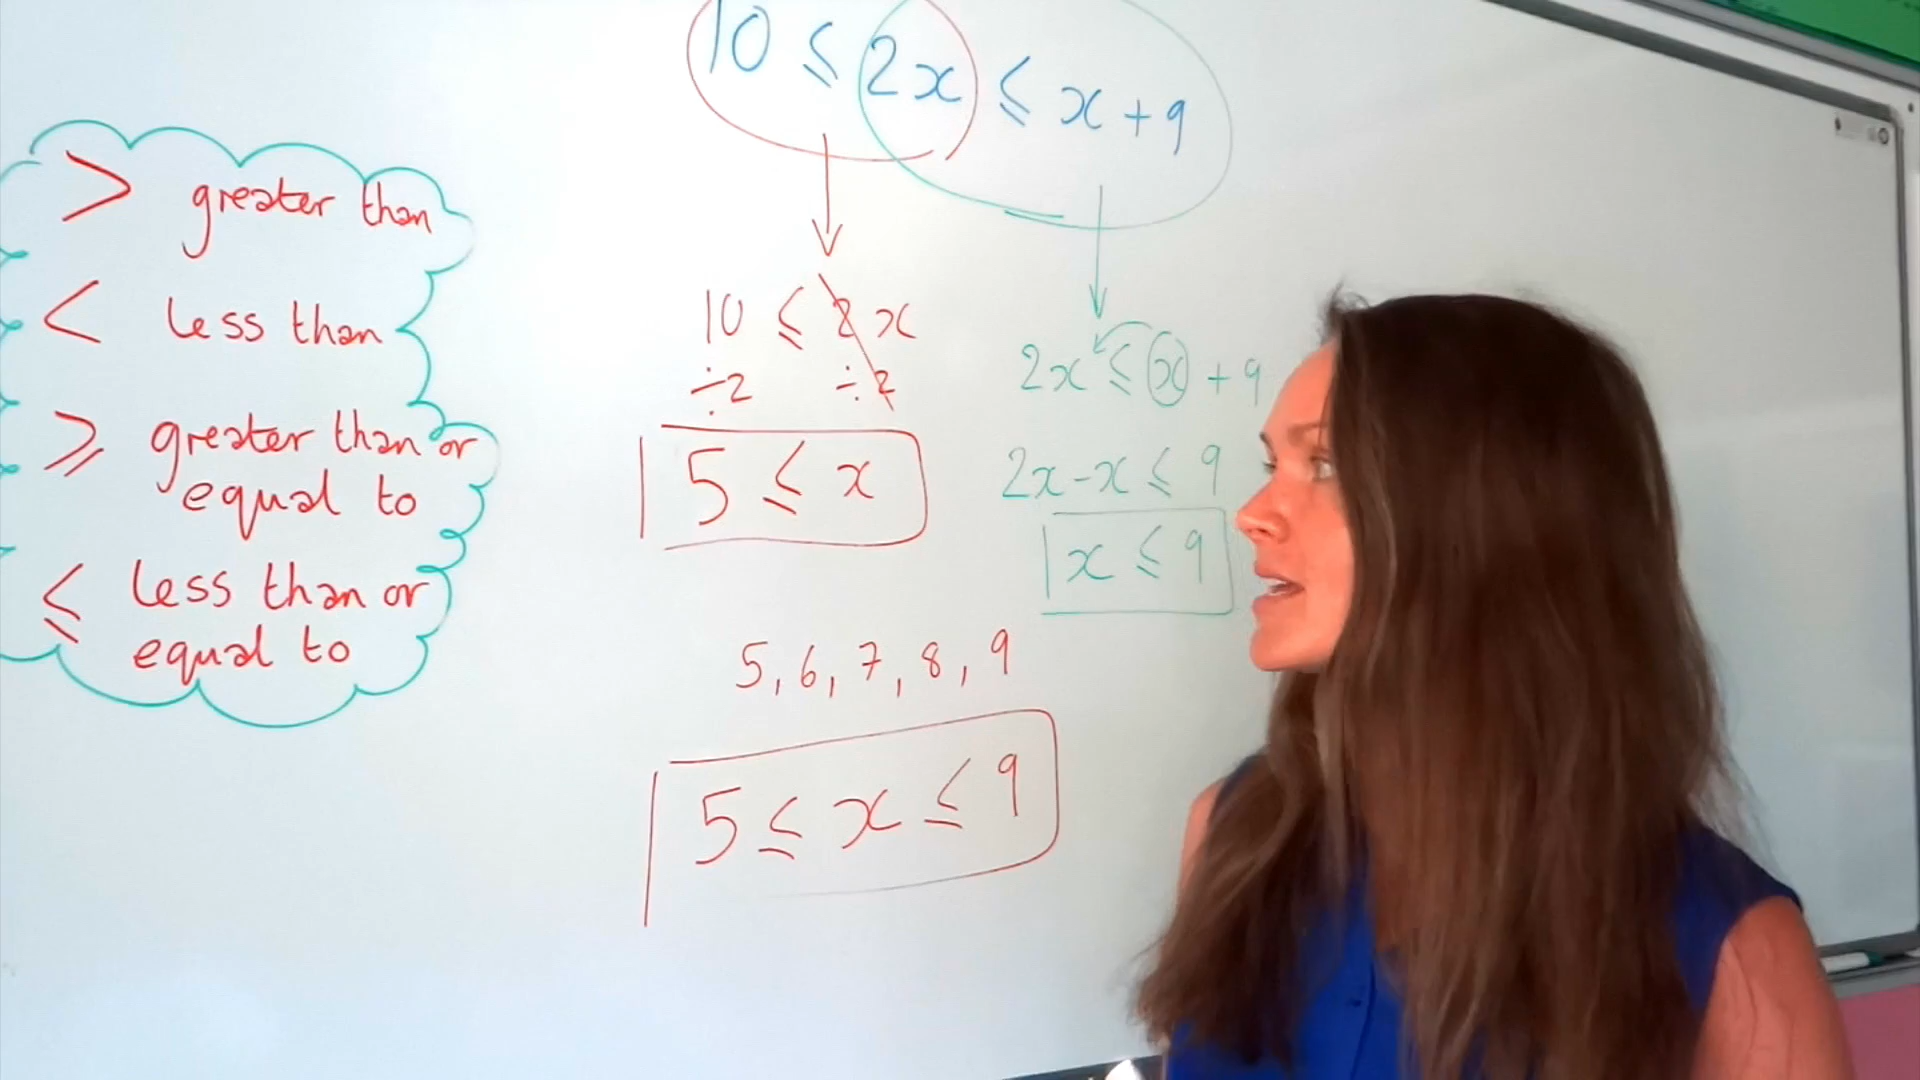 10 ≤ 2x ≤ x + 9
> greater than
< less than
≥ greater than or
equal to
≤ less than or
equal to
10 ≤ 2x
÷2 ÷2
5 ≤ x
2x ≤ x + 9
2x - x ≤ 9
x ≤ 9
5, 6, 7, 8, 9
5 ≤ x ≤ 9